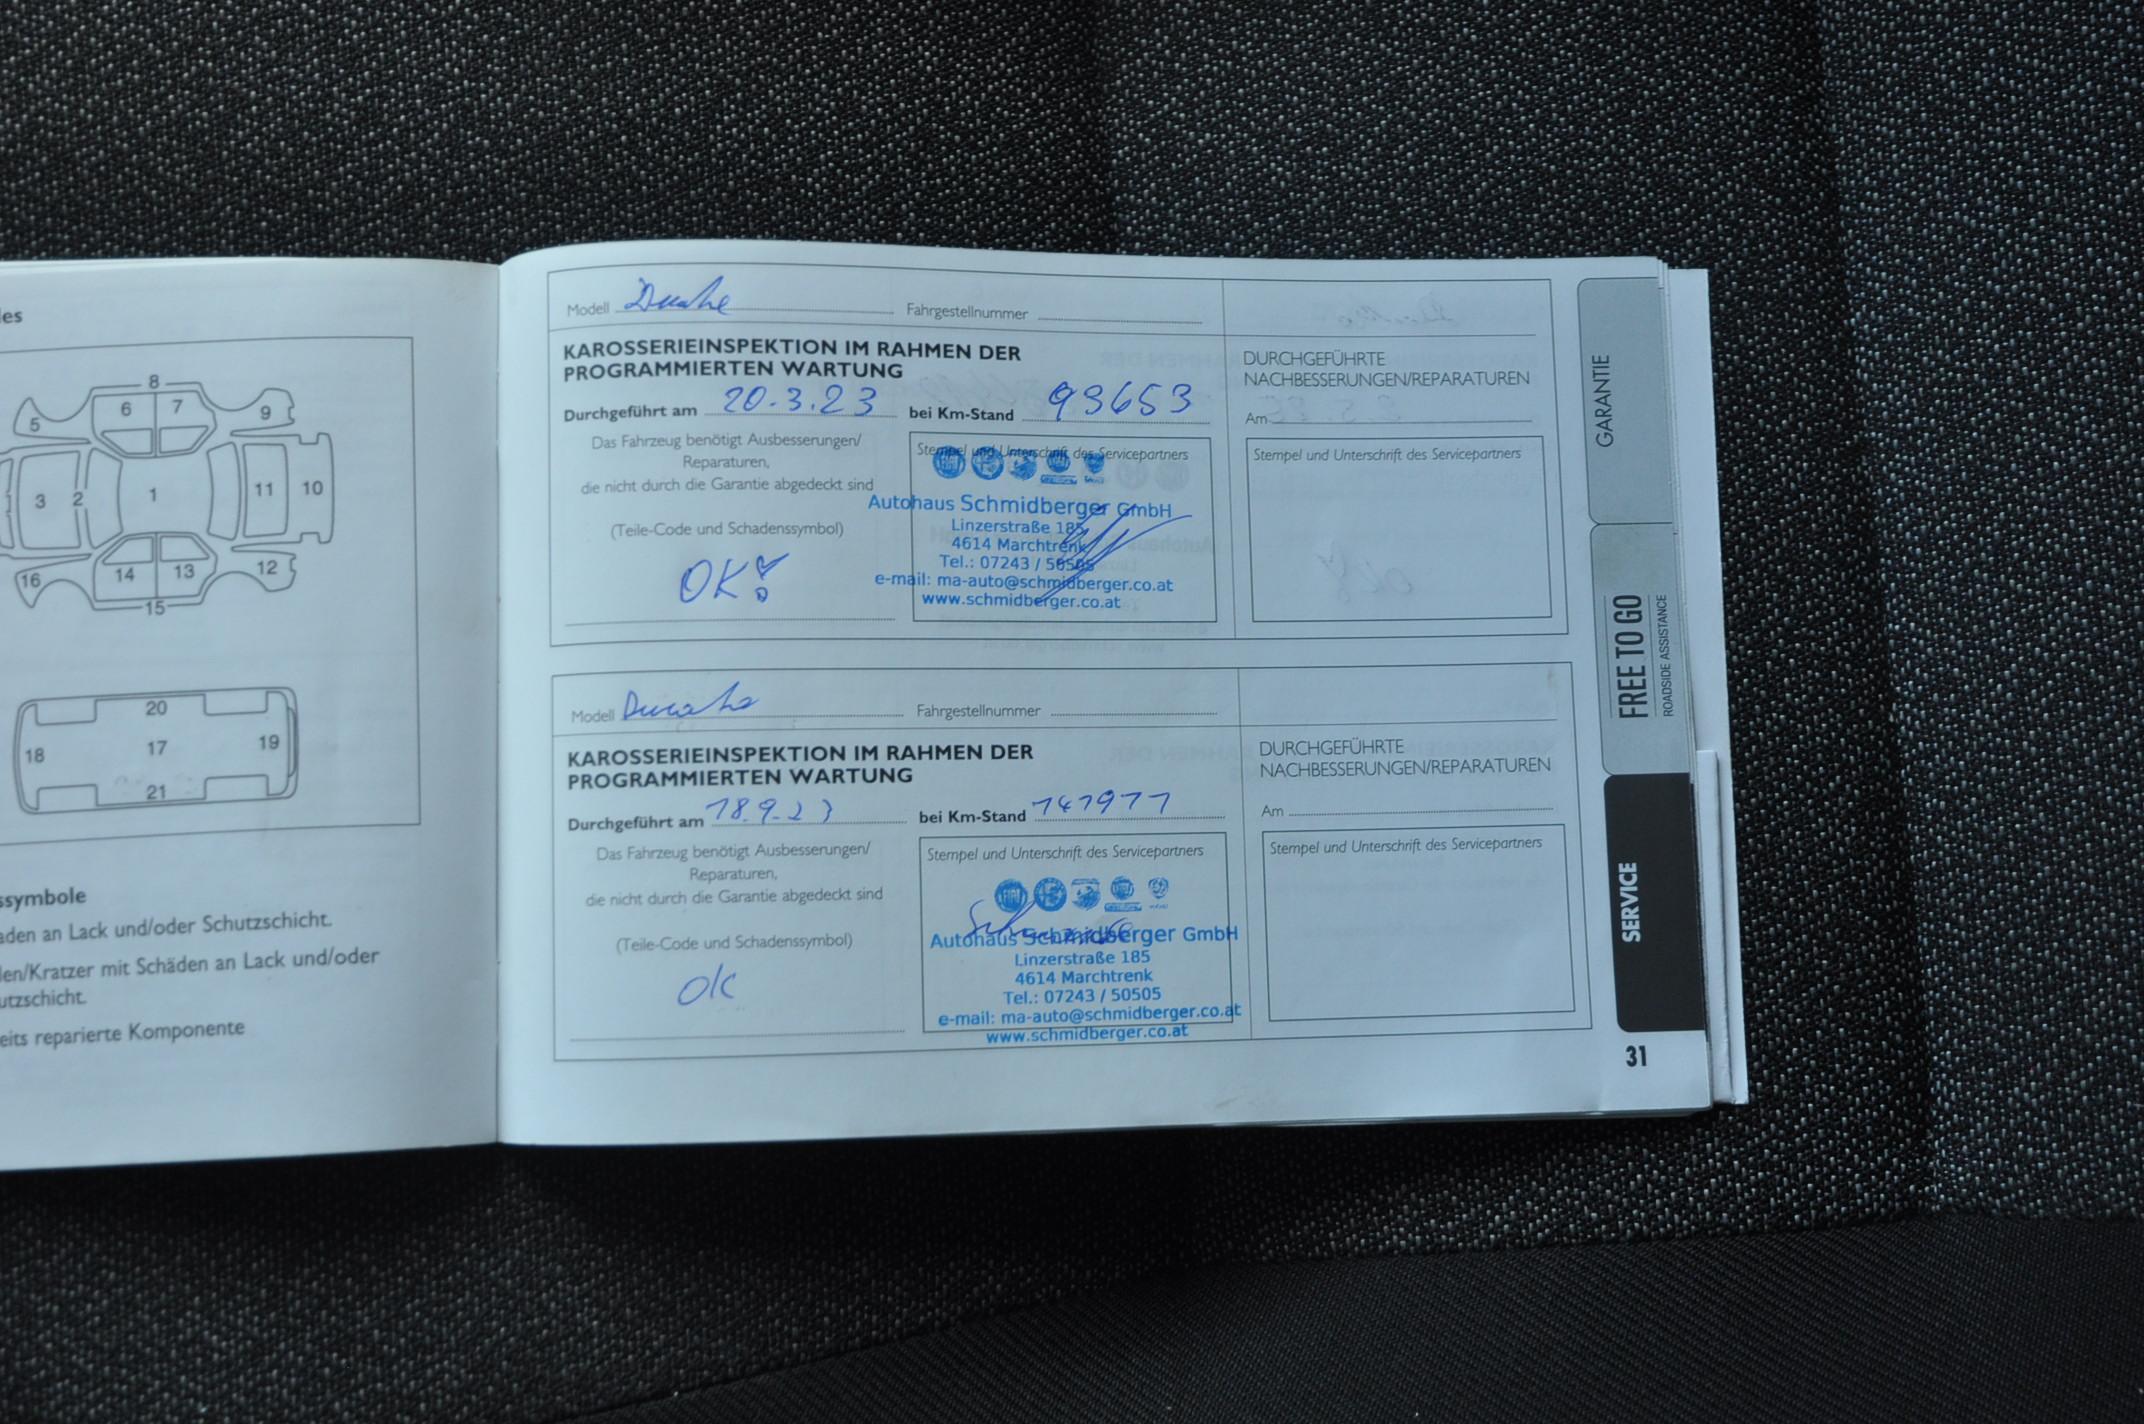 les
8
6 7
5 9
3 2 1 11 10
16 14 13 12
15
20
18 17 19
21
ssymbole
aden an Lack und/oder Schutzschicht.
len/Kratzer mit Schäden an Lack und/oder
utzschicht.
eits reparierte Komponente
Modell Fahrgestellnummer
KAROSSERIEINSPEKTION IM RAHMEN DER
PROGRAMMIERTEN WARTUNG
Durchgeführt am 20.3.23 bei Km-Stand 93653
Das Fahrzeug benötigt Ausbesserungen/
Reparaturen,
die nicht durch die Garantie abgedeckt sind
(Teile-Code und Schadenssymbol)
OK!
Stempel und Unterschrift des Servicepartners
FIAT
Autohaus Schmidberger GmbH
Linzerstraße 185
4614 Marchtrenk
Tel.: 07243 / 50505
e-mail: ma-auto@schmidberger.co.at
www.schmidberger.co.at
DURCHGEFÜHRTE
NACHBESSERUNGEN/REPARATUREN
Am
Stempel und Unterschrift des Servicepartners
Modell Ducato Fahrgestellnummer
KAROSSERIEINSPEKTION IM RAHMEN DER
PROGRAMMIERTEN WARTUNG
Durchgeführt am 18.9.23 bei Km-Stand
Das Fahrzeug benötigt Ausbesserungen/
Reparaturen,
die nicht durch die Garantie abgedeckt sind
(Teile-Code und Schadenssymbol)
OK
Stempel und Unterschrift des Servicepartners
FIAT
Autohaus Schmidberger GmbH
Linzerstraße 185
4614 Marchtrenk
Tel.: 07243 / 50505
e-mail: ma-auto@schmidberger.co.at
www.schmidberger.co.at
DURCHGEFÜHRTE
NACHBESSERUNGEN/REPARATUREN
Am
Stempel und Unterschrift des Servicepartners
GARANTIE
FREE TO GO
ROADSIDE ASSISTANCE
SERVICE
31